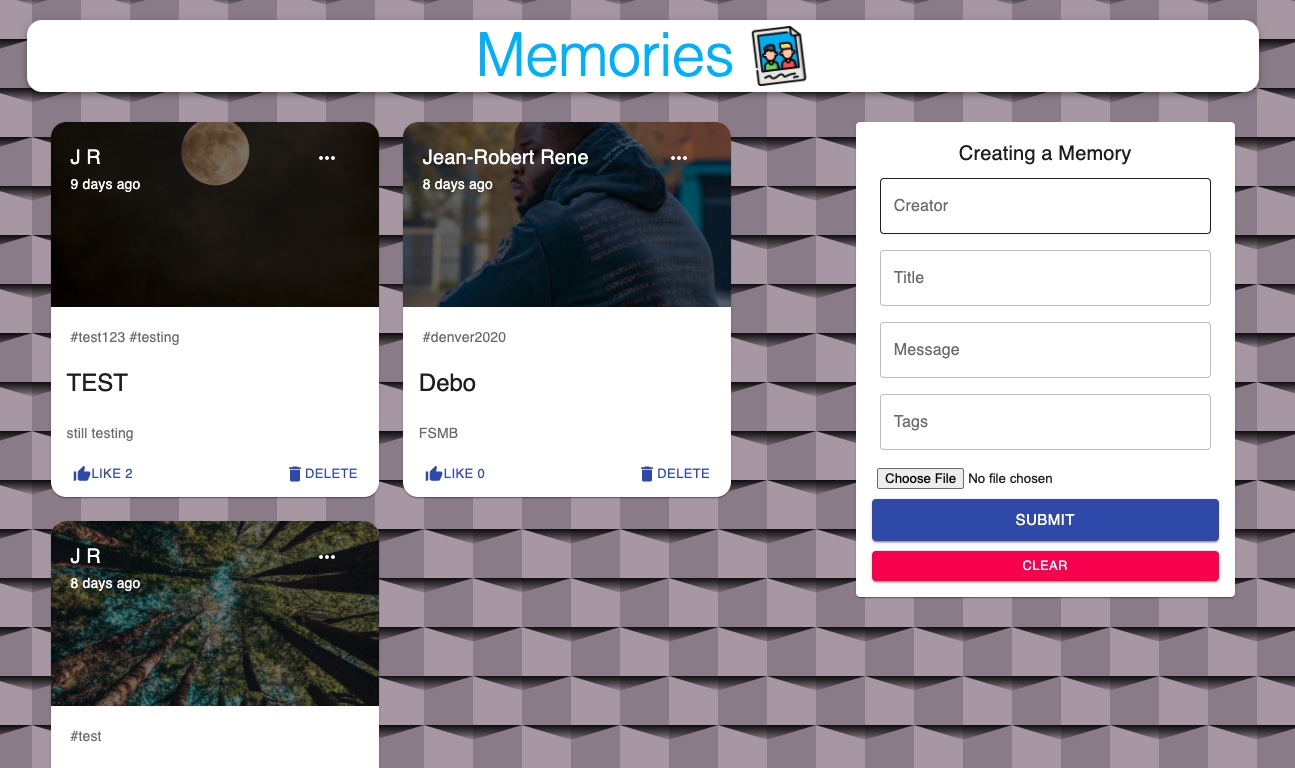 Memories
J R
9 days ago
#test123 #testing
TEST
still testing
LIKE 2
DELETE
Jean-Robert Rene
8 days ago
#denver2020
Debo
FSMB
LIKE 0
DELETE
J R
8 days ago
#test
Creating a Memory
Creator
Title
Message
Tags
Choose File No file chosen
SUBMIT
CLEAR